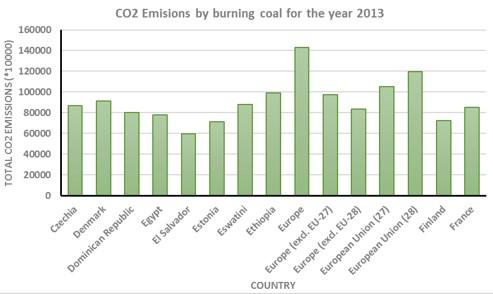 CO2 Emisions by burning coal for the year 2013
TOTAL CO2 EMISSIONS (*10000)
160000
140000
120000
100000
80000
60000
40000
20000
0
Czechia
Denmark
Dominican Republic
Egypt
El Salvador
Estonia
Eswatini
Ethiopia
Europe
Europe (excl. EU-27)
Europe (excl. EU-28)
European Union (27)
European Union (28)
Finland
France
COUNTRY